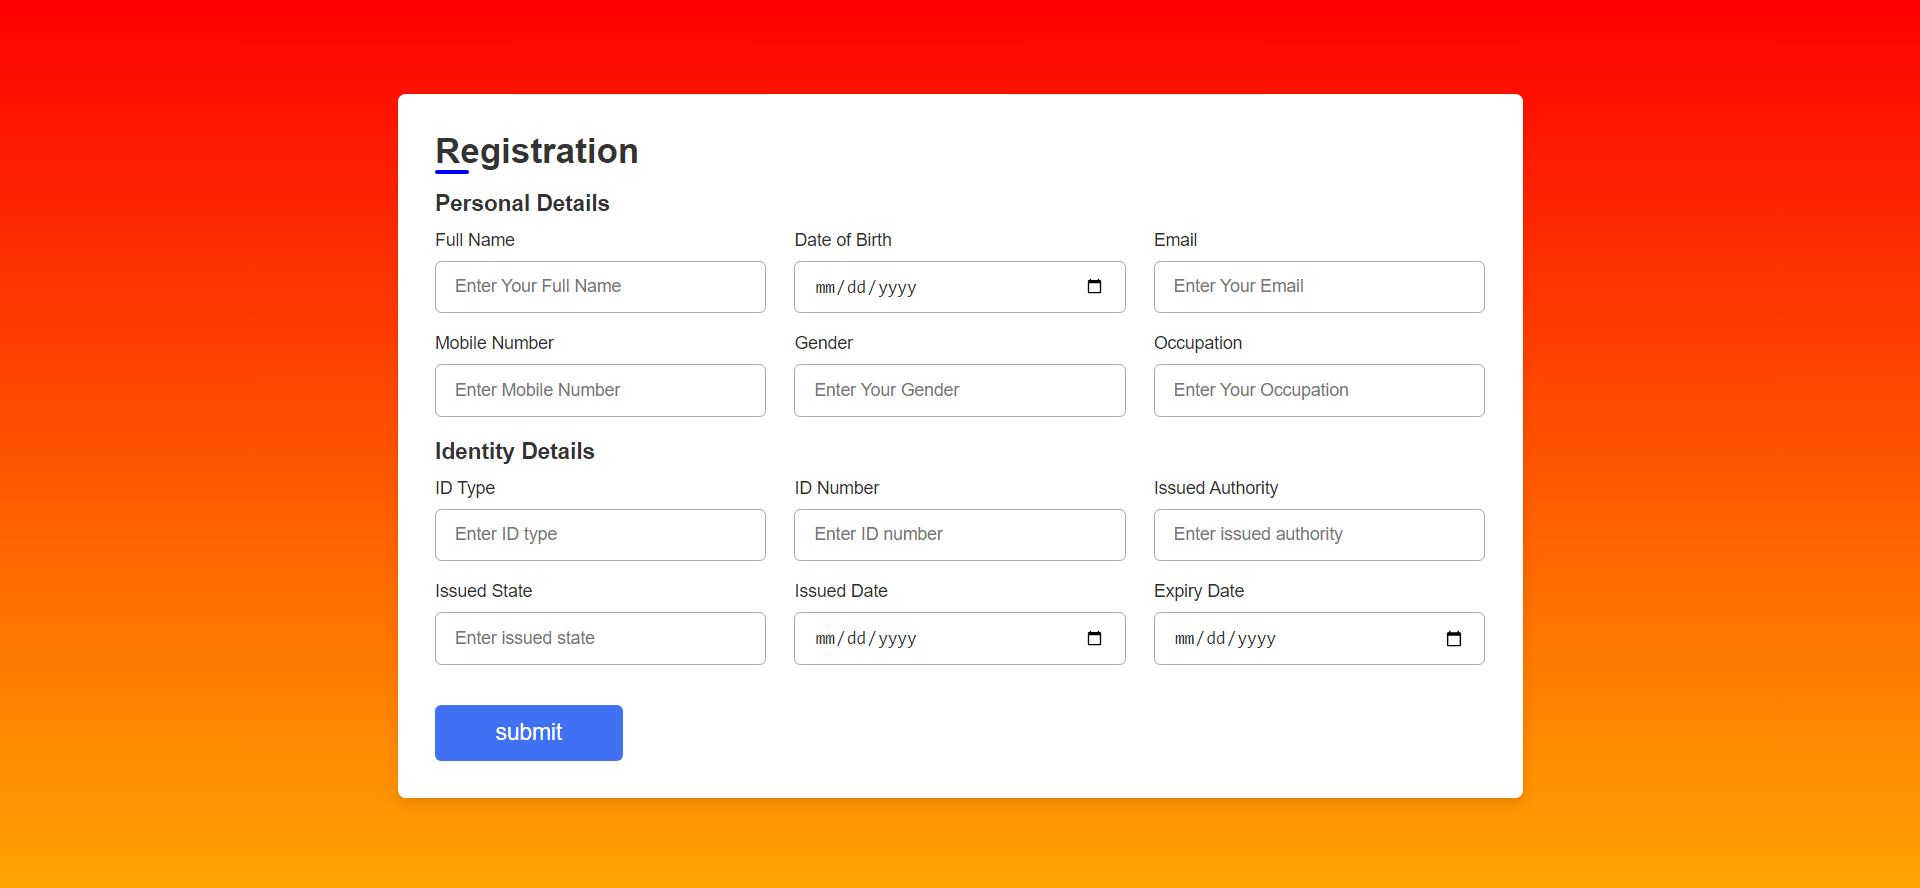 Registration
Personal Details
Full Name Date of Birth Email
Enter Your Full Name mm/dd/yyyy Enter Your Email
Mobile Number Gender Occupation
Enter Mobile Number Enter Your Gender Enter Your Occupation
Identity Details
ID Type ID Number Issued Authority
Enter ID type Enter ID number Enter issued authority
Issued State Issued Date Expiry Date
Enter issued state mm/dd/yyyy mm/dd/yyyy
submit